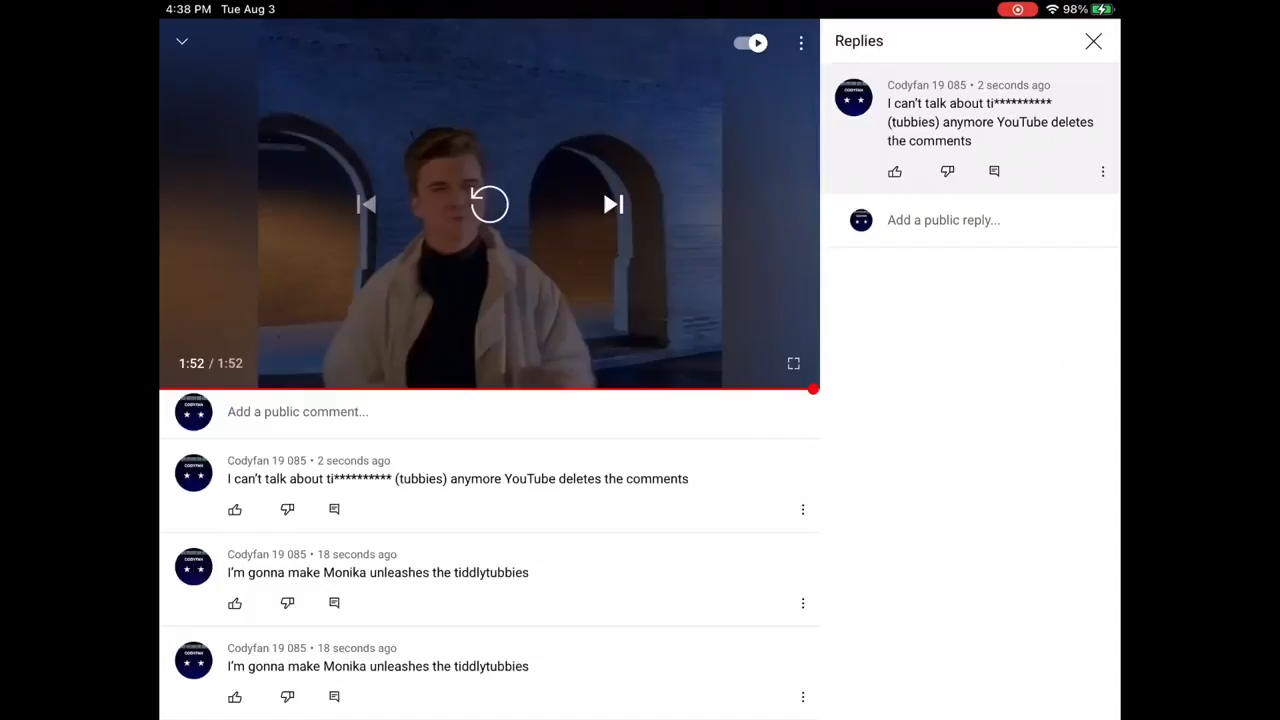 4:38 PM Tue Aug 3
98%
1:52 / 1:52
Add a public comment...
Codyfan 19 085 • 2 seconds ago
I can't talk about ti********** (tubbies) anymore YouTube deletes the comments
Codyfan 19 085 • 18 seconds ago
I'm gonna make Monika unleashes the tiddlytubbies
Codyfan 19 085 • 18 seconds ago
I'm gonna make Monika unleashes the tiddlytubbies
Replies
CODYFAN
Codyfan 19 085 • 2 seconds ago
I can't talk about ti**********
(tubbies) anymore YouTube deletes
the comments
Add a public reply...